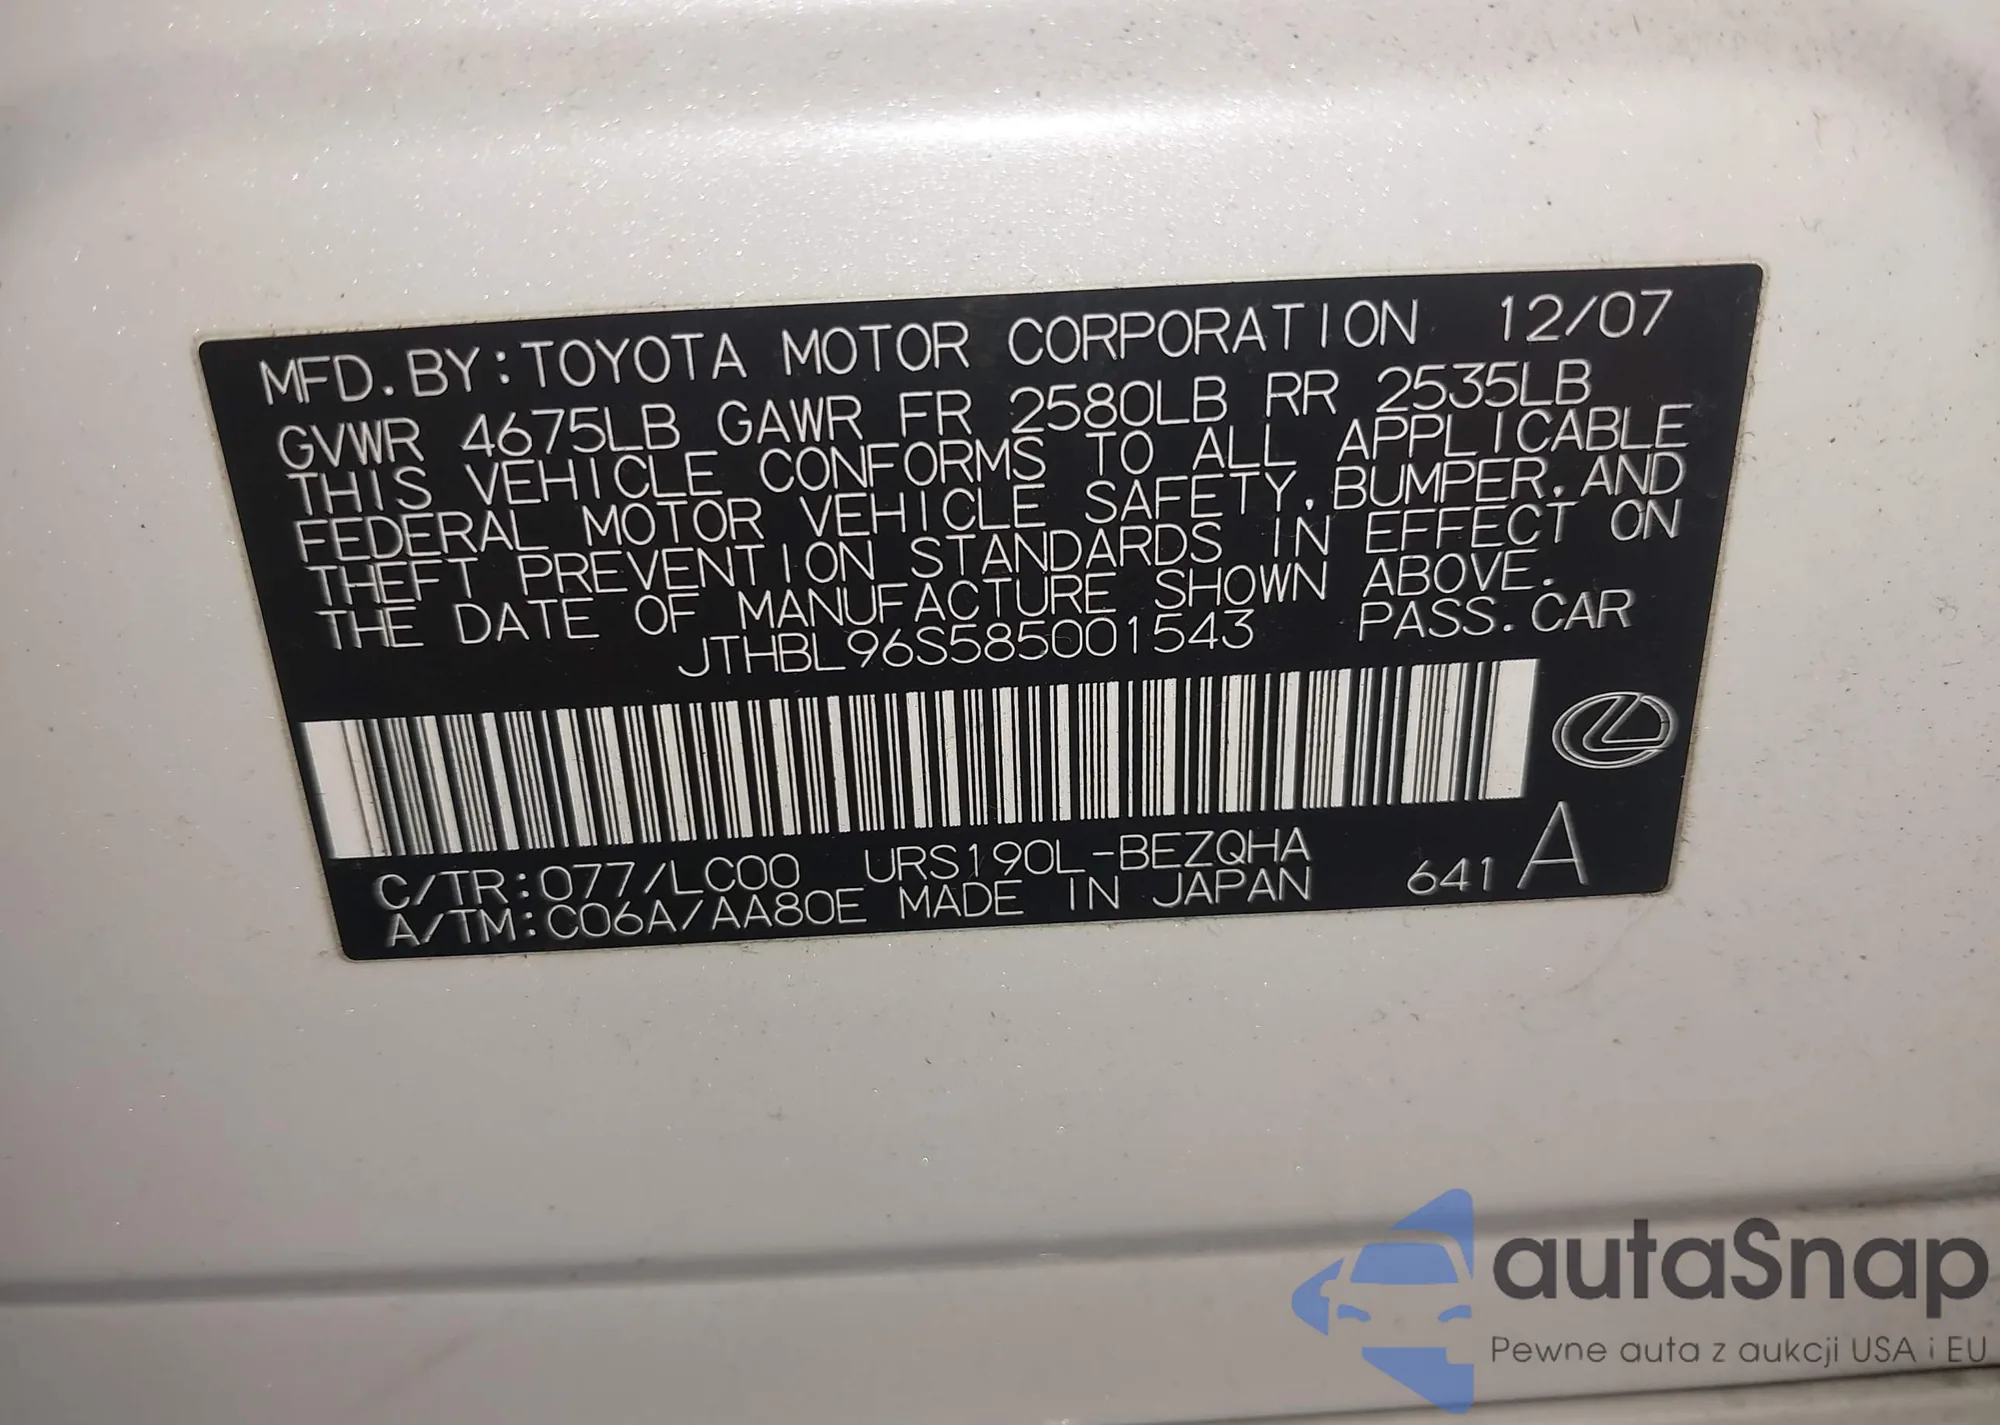 MFD. BY: TOYOTA MOTOR CORPORATION 12/07
GVWR 4675LB GAWR FR 2580LB RR 2535LB
THIS VEHICLE CONFORMS TO ALL APPLICABLE
FEDERAL MOTOR VEHICLE SAFETY, BUMPER, AND
THEFT PREVENTION STANDARDS IN EFFECT ON
THE DATE OF MANUFACTURE SHOWN ABOVE.
JTHBL96S585001543 PASS. CAR
C/TR: 077/LC00 URS190L-BEZQHA
A/TM: C06A/AA80E MADE IN JAPAN 641 A
autaSnap
Pewne auta z aukcji USA i EU